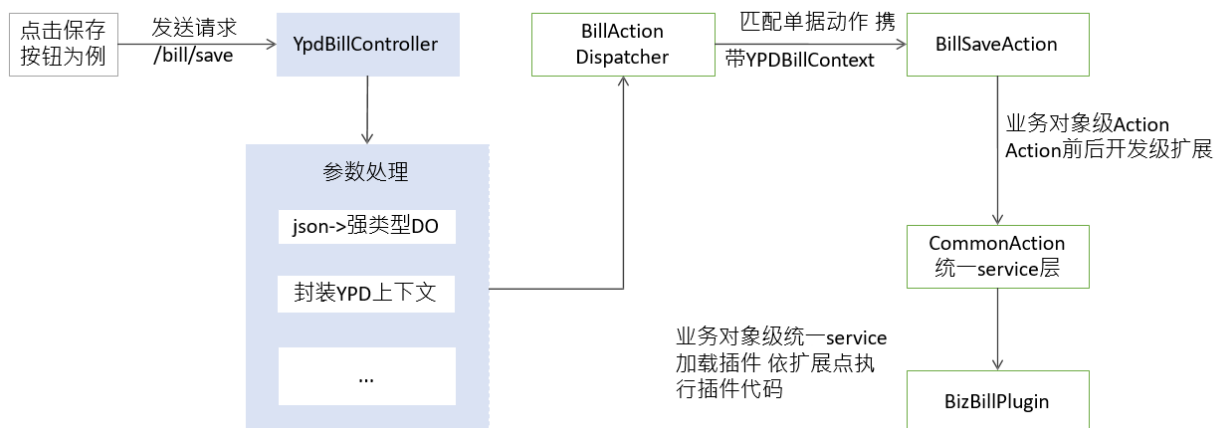 点击保存
按钮为例
发送请求
/bill/save
YpdBillController
参数处理
json->强类型DO
封装YPD上下文
...
BillAction
Dispatcher
匹配单据动作 携
带YPDBillContext
BillSaveAction
业务对象级Action
Action前后开发级扩展
CommonAction
统一service层
业务对象级统一service
加载插件 依扩展点执
行插件代码
BizBillPlugin